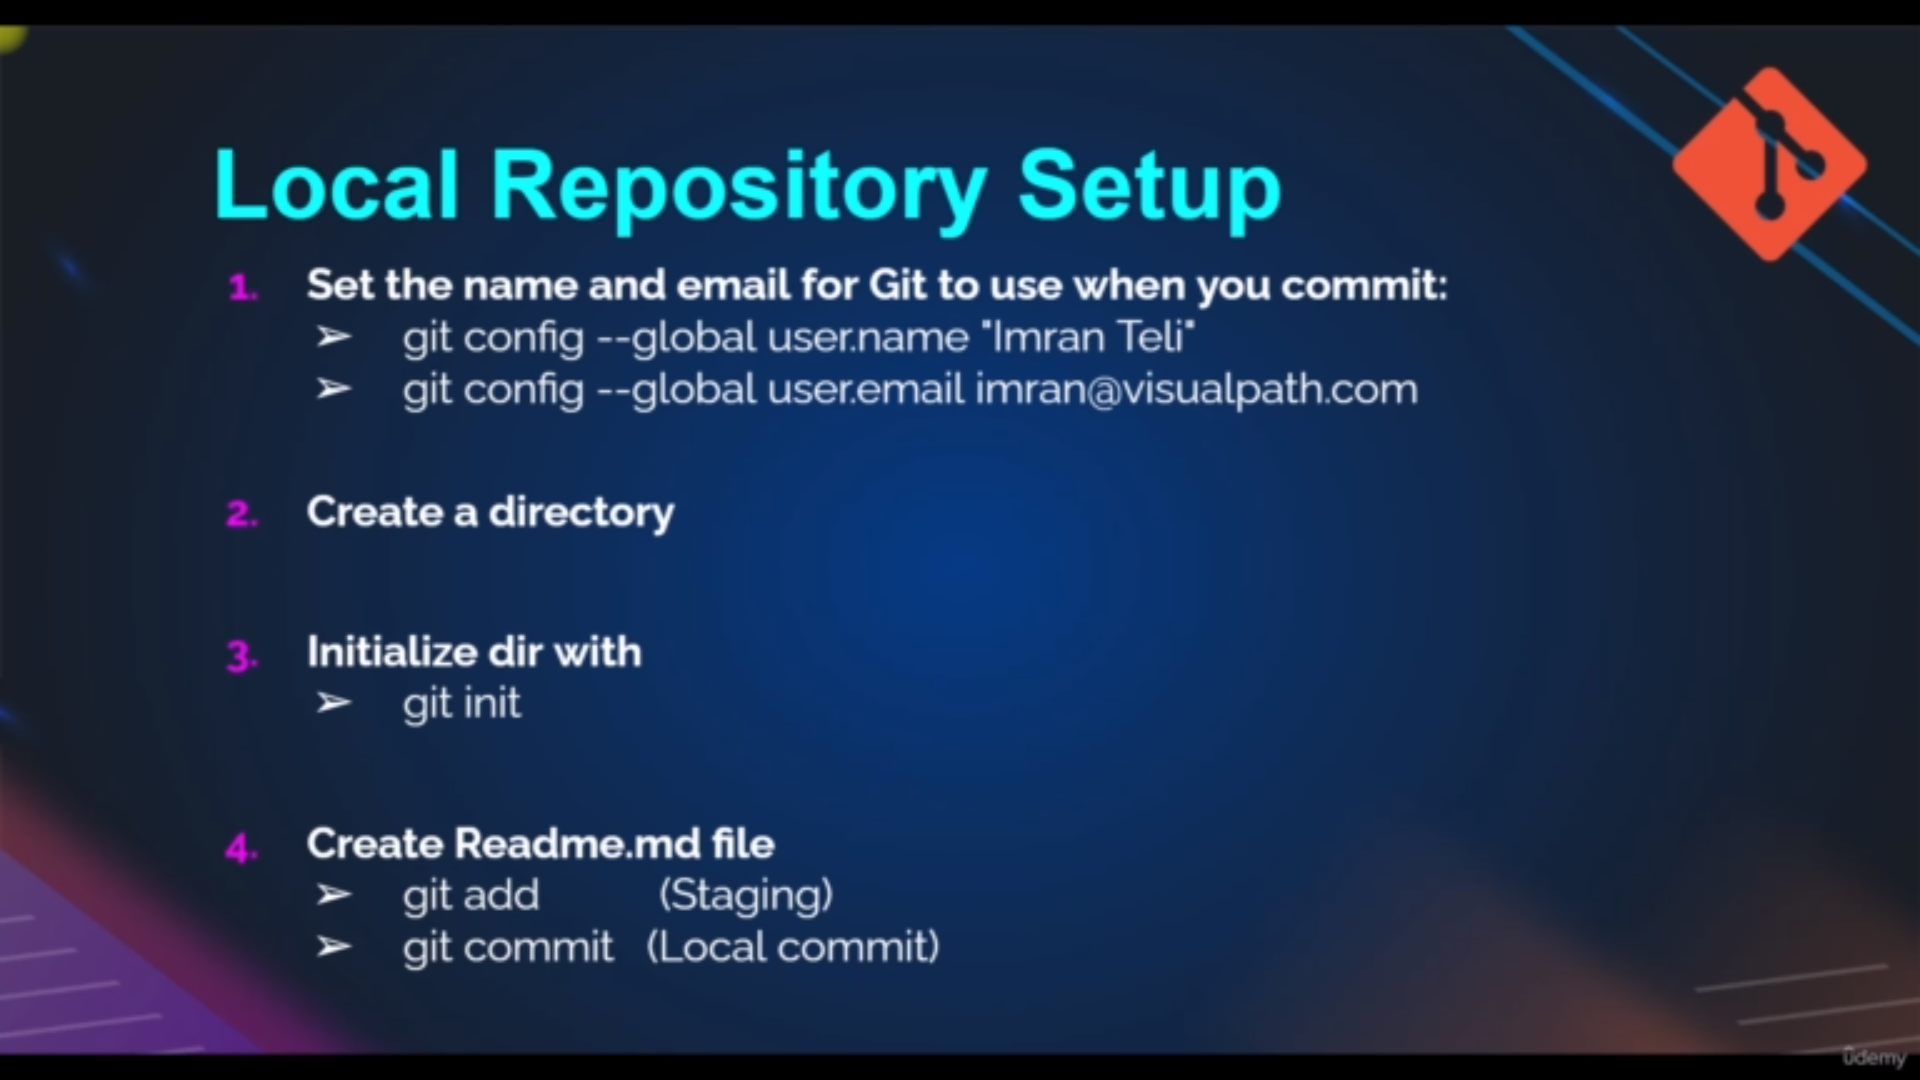 Local Repository Setup
1. Set the name and email for Git to use when you commit:
➢ git config --global user.name "Imran Teli"
➢ git config --global user.email imran@visualpath.com
2. Create a directory
3. Initialize dir with
➢ git init
4. Create Readme.md file
➢ git add (Staging)
➢ git commit (Local commit)
ûdemy